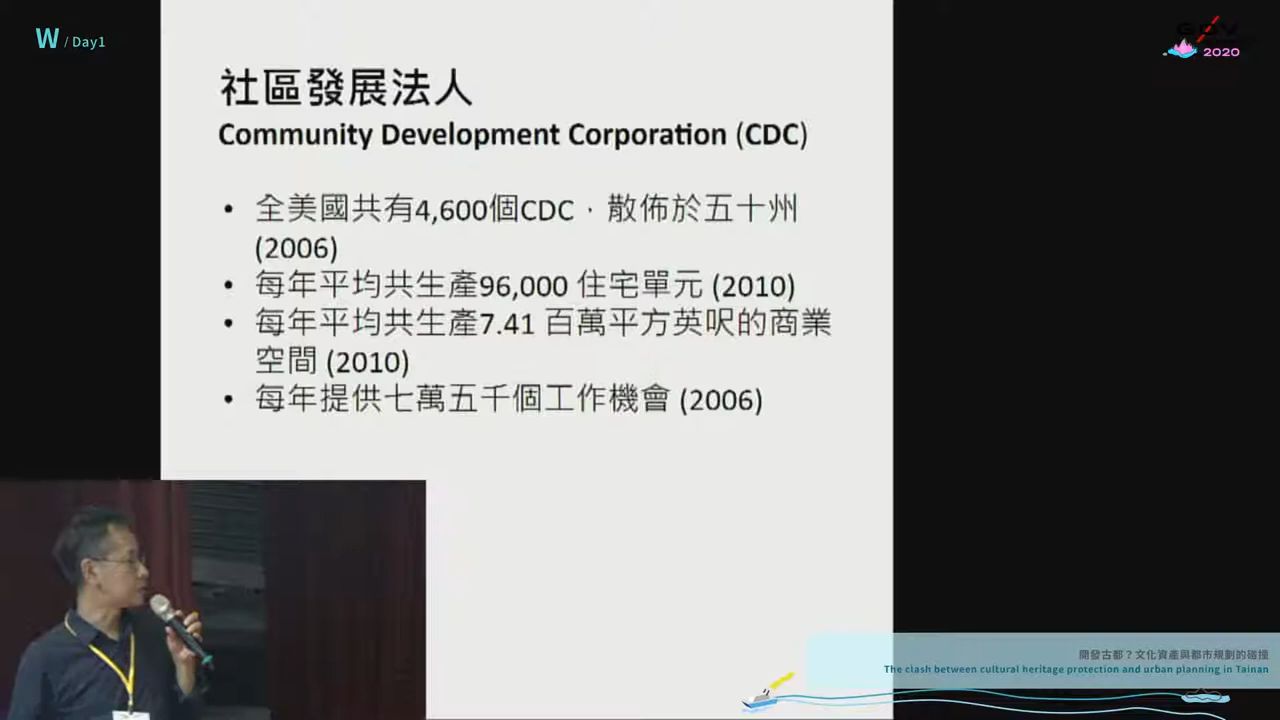 W / Day1
G0V
2020
社區發展法人
Community Development Corporation (CDC)
• 全美國共有4,600個CDC，散佈於五十州
(2006)
• 每年平均共生產96,000 住宅單元 (2010)
• 每年平均共生產7.41 百萬平方英呎的商業
空間 (2010)
• 每年提供七萬五千個工作機會 (2006)
開發古都？文化資產與都市規劃的碰撞
The clash between cultural heritage protection and urban planning in Tainan